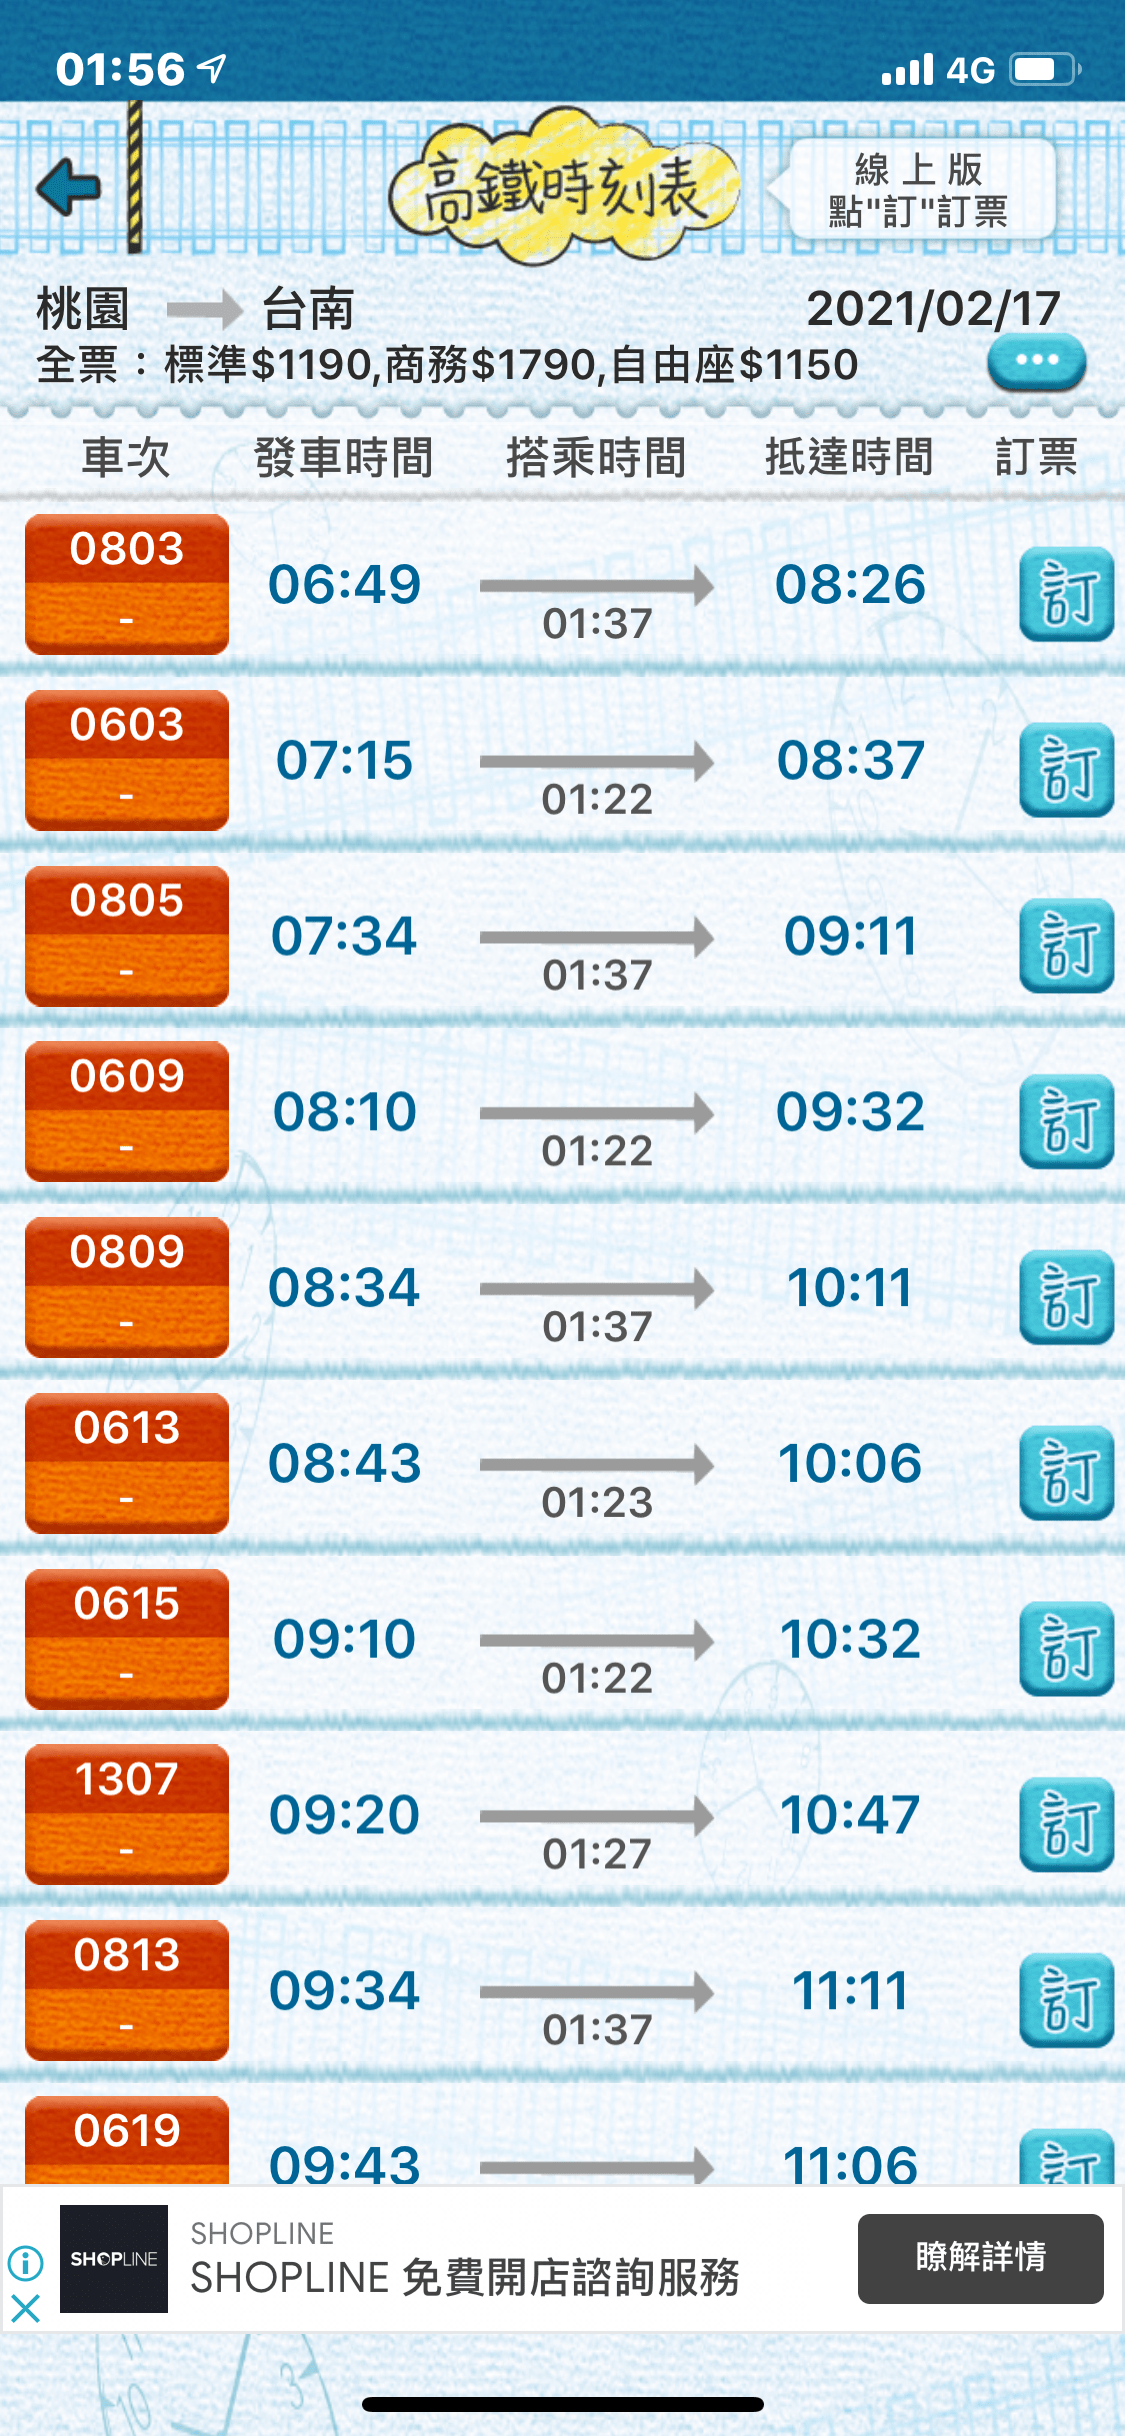 01:56 4G
高鐵時刻表
線上版
點"訂"訂票
桃園 台南 2021/02/17
全票：標準$1190,商務$1790,自由座$1150
車次 發車時間 搭乘時間 抵達時間 訂票
0803 06:49 01:37 08:26 訂
-
0603 07:15 01:22 08:37 訂
-
0805 07:34 01:37 09:11 訂
-
0609 08:10 01:22 09:32 訂
-
0809 08:34 01:37 10:11 訂
-
0613 08:43 01:23 10:06 訂
-
0615 09:10 01:22 10:32 訂
-
1307 09:20 01:27 10:47 訂
-
0813 09:34 01:37 11:11 訂
-
0619 09:43 11:06 訂
SHOPLINE
SHOPLINE
SHOPLINE 免費開店諮詢服務
瞭解詳情